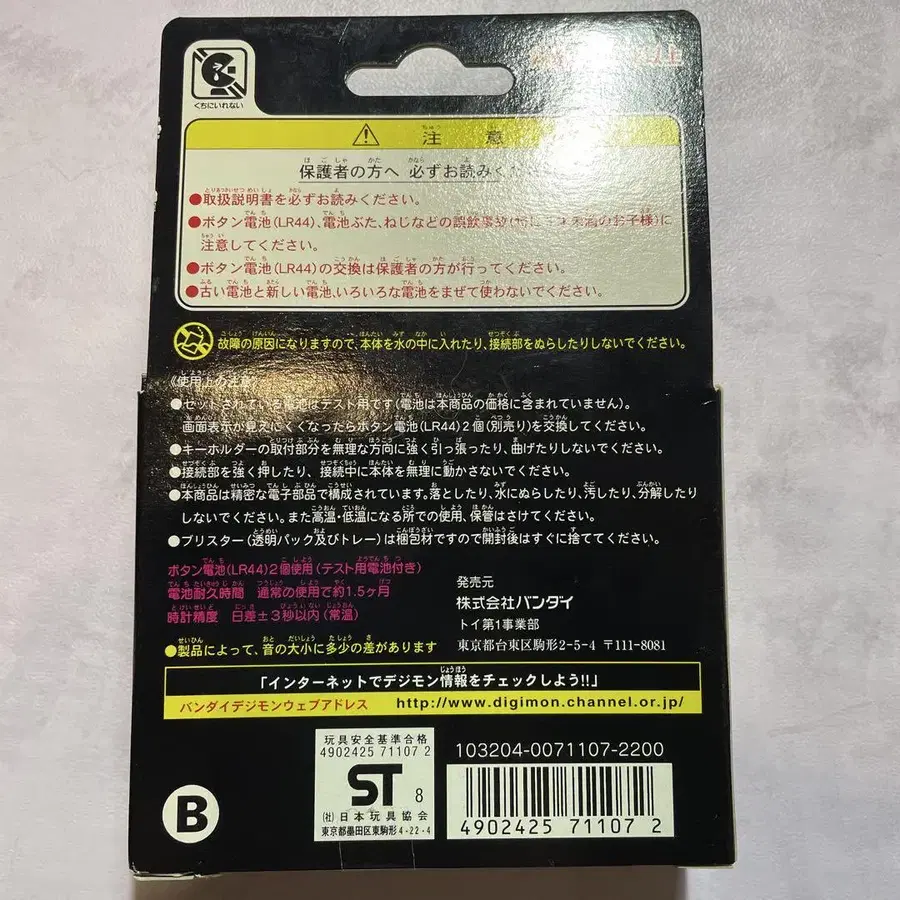 くちにいれない
以上
注 意
保護者の方へ 必ずお読みください
●取扱説明書を必ずお読みください。
●ボタン電池(LR44)、電池ぶた、ねじなどの誤飲 未満のお子様)に
注意してください。
●ボタン電池(LR44)の交換は保護者の方が行ってください。
●古い電池と新しい電池、いろいろな電池をまぜて使わないでください。
故障の原因になりますので、本体を水の中に入れたり、接続部をぬらしたりしないでください。
《使用上の注意》
●セットされている電池はテスト用です(電池は本商品の価格に含まれていません)。
画面表示が見えにくくなったらボタン電池(LR44)2個(別売り)を交換してください。
●キーホルダーの取付部分を無理な方向に強く引っ張ったり、曲げたりしないでください。
●接続部を強く押したり、接続中に本体を無理に動かさないでください。
●本商品は精密な電子部品で構成されています。落としたり、水にぬらしたり、汚したり、分解したり
しないでください。また高温・低温になる所での使用、保管はさけてください。
●ブリスター(透明パック及びトレー)は梱包材ですので開封後はすぐに捨ててください。
ボタン電池(LR44)2個使用(テスト用電池付き)
電池耐久時間 通常の使用で約1.5ヶ月
時計精度 日差±3秒以内(常温)
●製品によって、音の大小に多少の差があります
発売元
株式会社バンダイ
トイ第1事業部
東京都台東区駒形2-5-4 〒111-8081
「インターネットでデジモン情報をチェックしよう!!」
バンダイデジモンウェブアドレス http://www.digimon.channel.or.jp/
B
玩具安全基準合格
4902425 71107 2
ST 8
(社)日本玩具協会
東京都墨田区東駒形4-22-4
103204-0071107-2200
4902425 71107 2